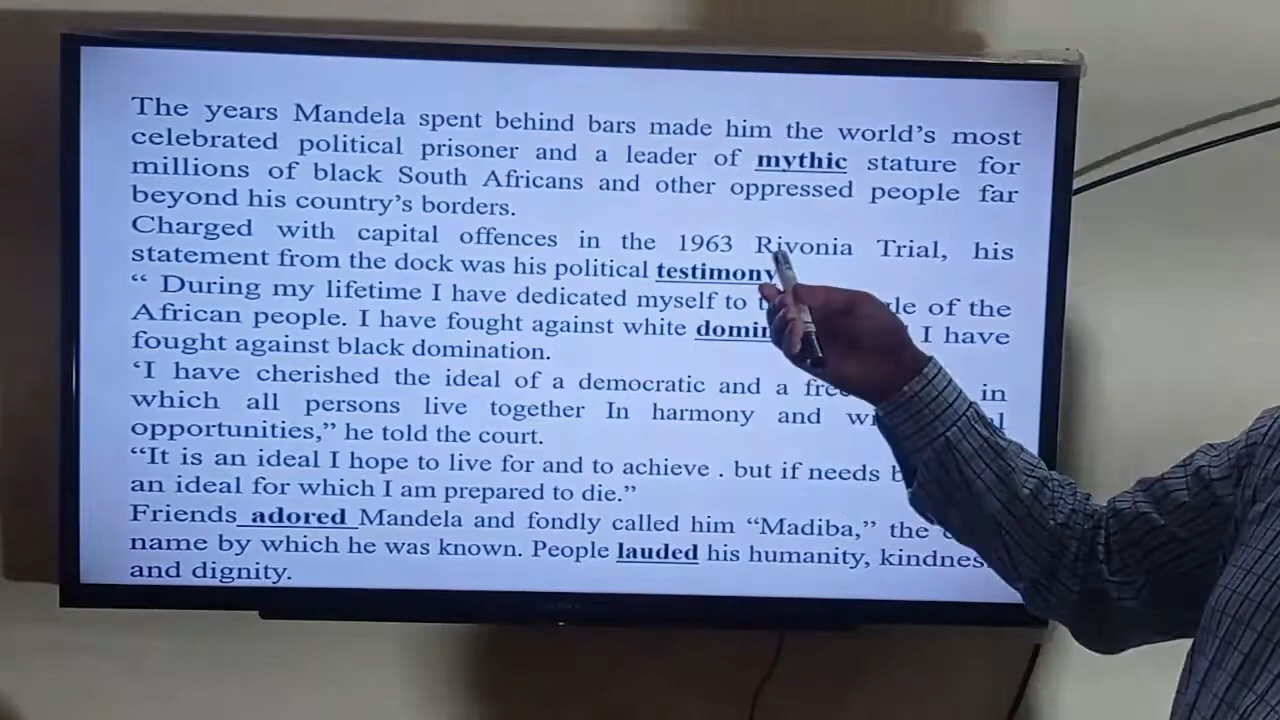 The years Mandela spent behind bars made him the world's most
celebrated political prisoner and a leader of mythic stature for
millions of black South Africans and other oppressed people far
beyond his country's borders.
Charged with capital offences in the 1963 Rivonia Trial, his
statement from the dock was his political testimony
“ During my lifetime I have dedicated myself to of the
African people. I have fought against white I have
fought against black domination.
‘I have cherished the ideal of a democratic and a in
which all persons live together In harmony and
opportunities,” he told the court.
“It is an ideal I hope to live for and to achieve . but if needs
an ideal for which I am prepared to die.”
Friends adored Mandela and fondly called him “Madiba,” the
name by which he was known. People lauded his humanity, kindness
and dignity.